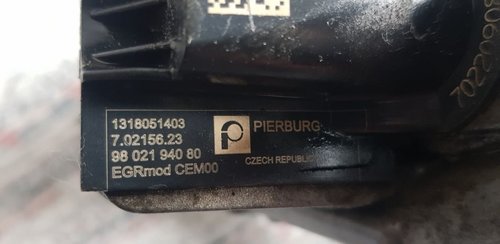 1318051403
7.02156.23
98 021 940 80
EGRmod CEM00
PIERBURG
CZECH REPUBLIC